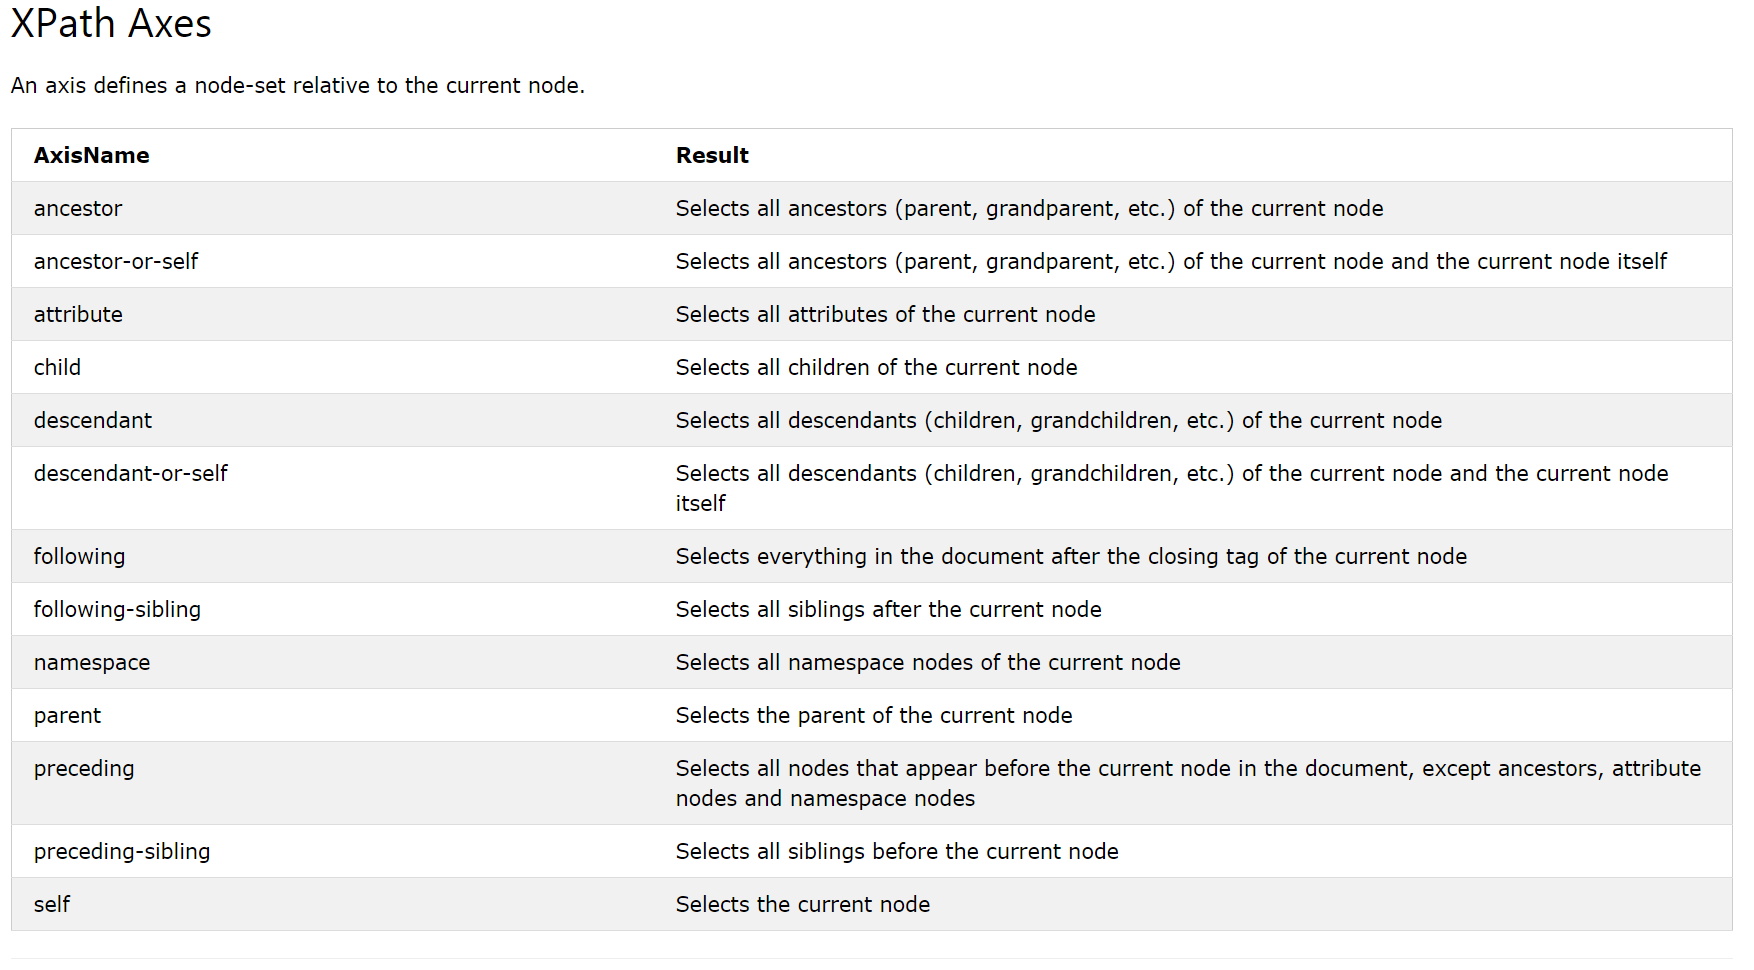 XPath Axes
An axis defines a node-set relative to the current node.
AxisName Result
ancestor Selects all ancestors (parent, grandparent, etc.) of the current node
ancestor-or-self Selects all ancestors (parent, grandparent, etc.) of the current node and the current node itself
attribute Selects all attributes of the current node
child Selects all children of the current node
descendant Selects all descendants (children, grandchildren, etc.) of the current node
descendant-or-self Selects all descendants (children, grandchildren, etc.) of the current node and the current node
itself
following Selects everything in the document after the closing tag of the current node
following-sibling Selects all siblings after the current node
namespace Selects all namespace nodes of the current node
parent Selects the parent of the current node
preceding Selects all nodes that appear before the current node in the document, except ancestors, attribute
nodes and namespace nodes
preceding-sibling Selects all siblings before the current node
self Selects the current node